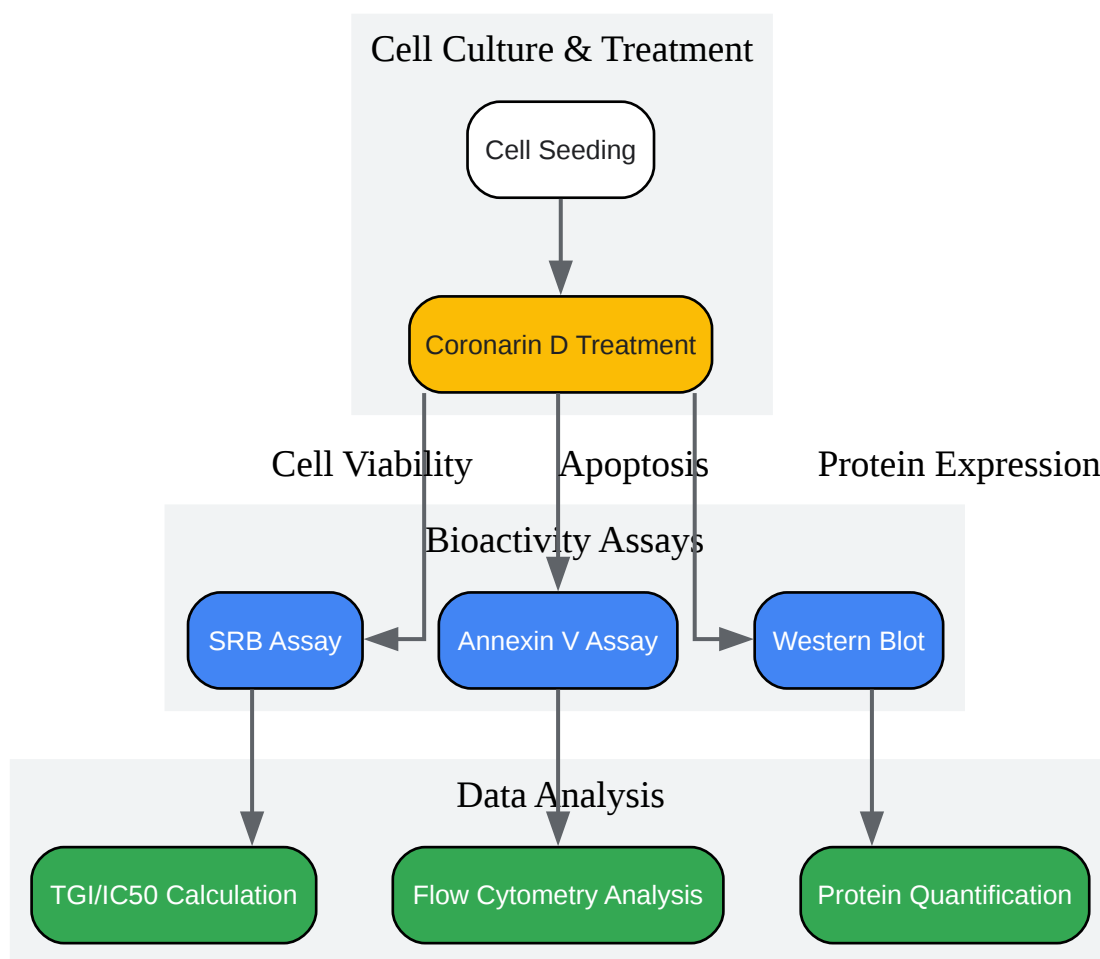 Cell Culture & Treatment
Cell Seeding
Coronarin D Treatment
Cell Viability
Apoptosis
Protein Expression
Bioactivity Assays
SRB Assay
Annexin V Assay
Western Blot
Data Analysis
TGI/IC50 Calculation
Flow Cytometry Analysis
Protein Quantification